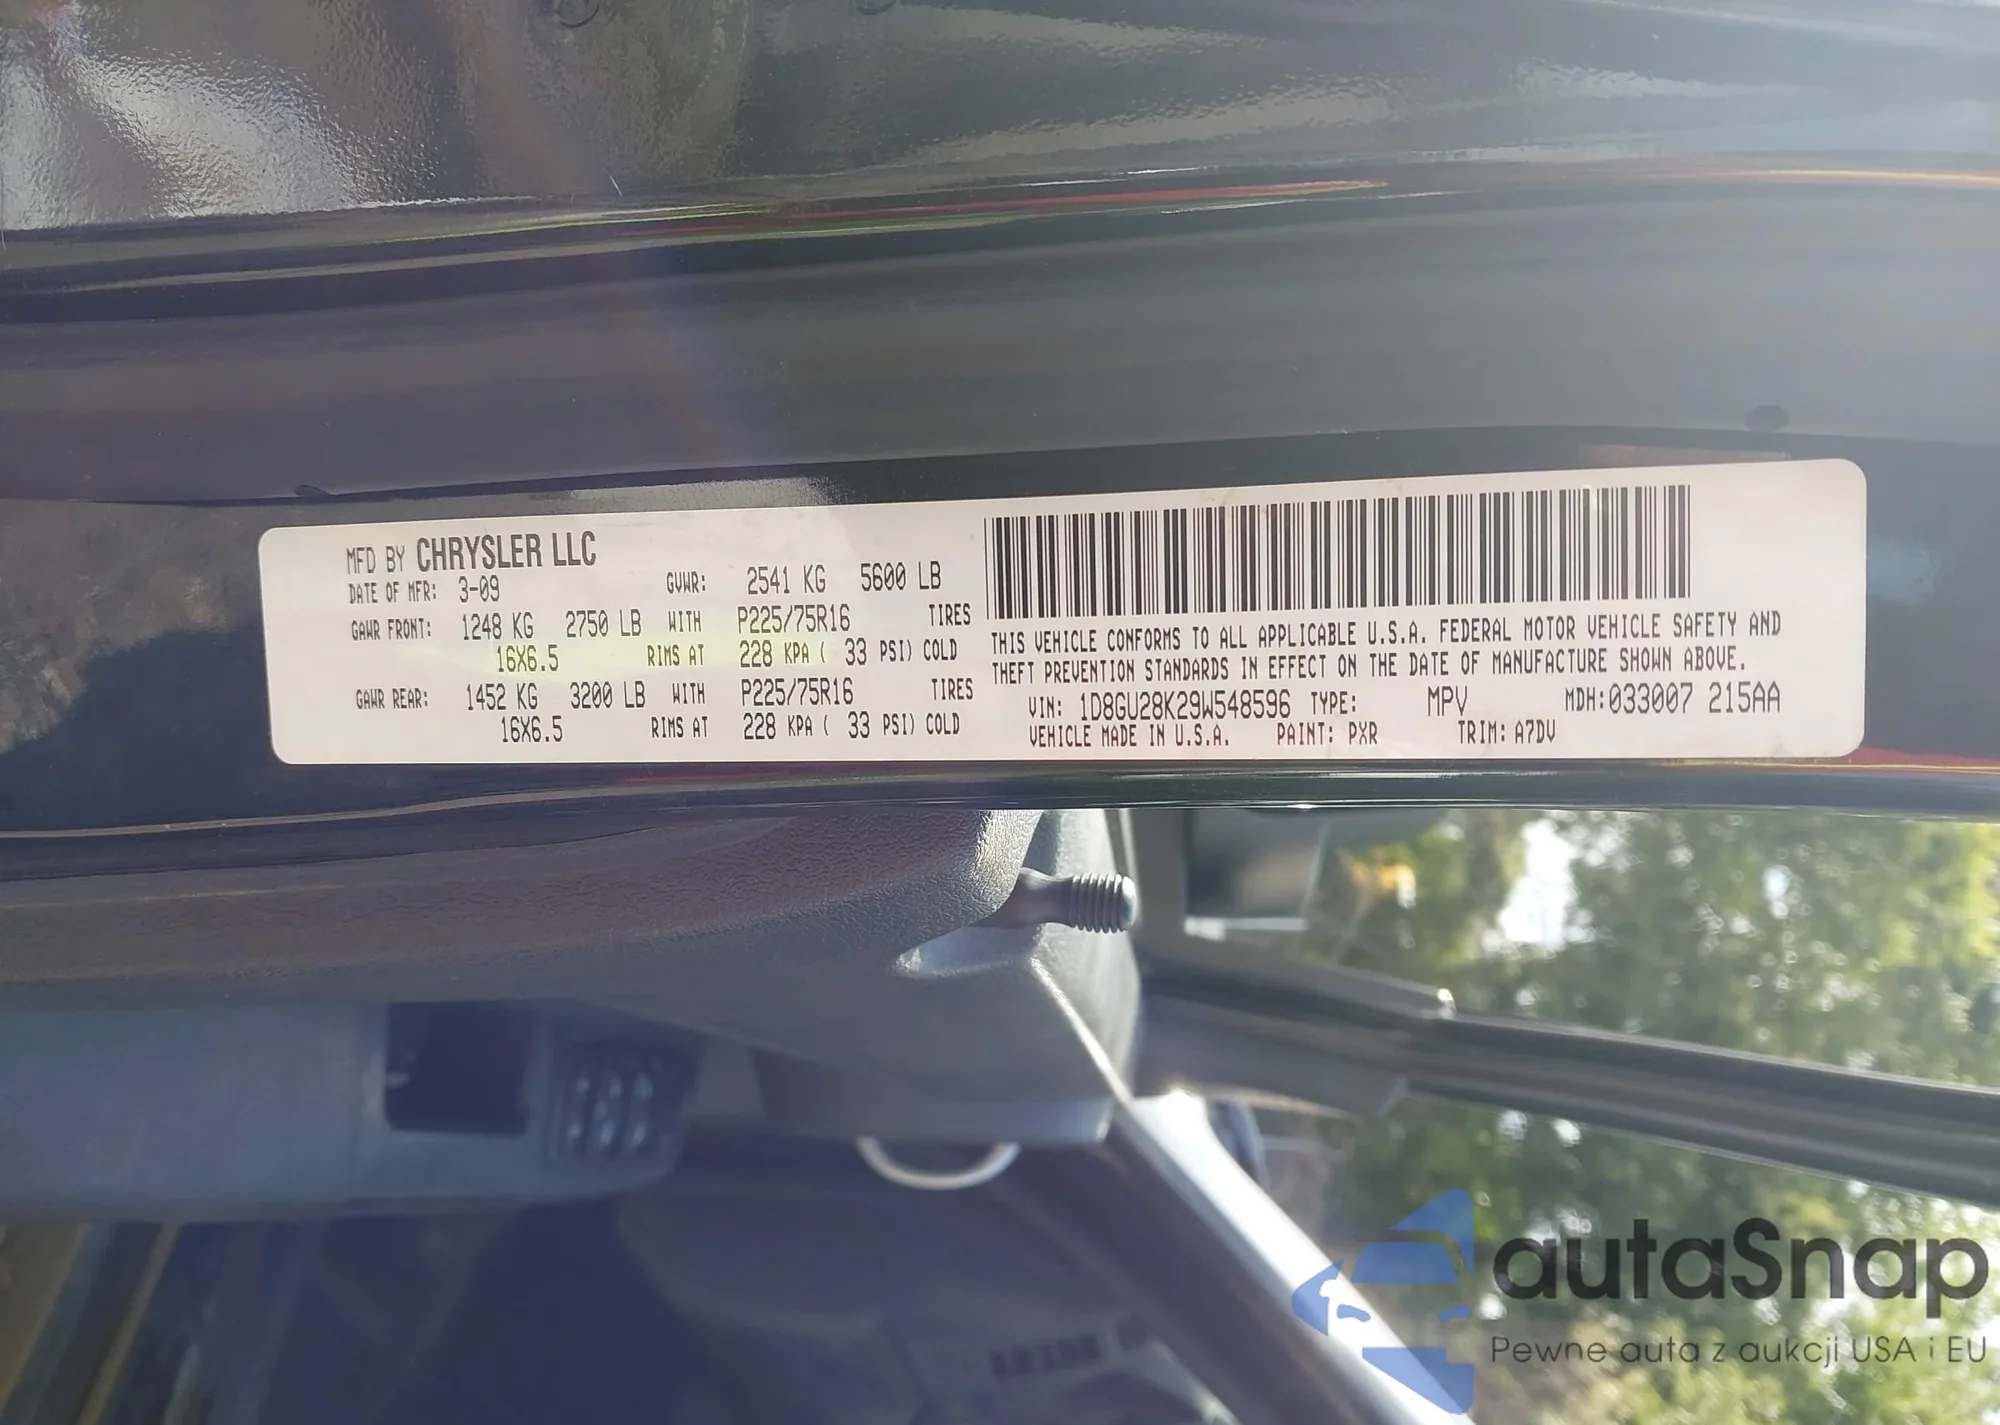 MFD BY CHRYSLER LLC
DATE OF MFR: 3-09 GVWR: 2541 KG 5600 LB
GAWR FRONT: 1248 KG 2750 LB WITH P225/75R16 TIRES
16X6.5 RIMS AT 228 KPA ( 33 PSI) COLD
GAWR REAR: 1452 KG 3200 LB WITH P225/75R16 TIRES
16X6.5 RIMS AT 228 KPA ( 33 PSI) COLD
THIS VEHICLE CONFORMS TO ALL APPLICABLE U.S.A. FEDERAL MOTOR VEHICLE SAFETY AND
THEFT PREVENTION STANDARDS IN EFFECT ON THE DATE OF MANUFACTURE SHOWN ABOVE.
VIN: 1D8GU28K29W548596 TYPE: MPV MDH:033007 215AA
VEHICLE MADE IN U.S.A. PAINT: PXR TRIM: A7DV
autaSnap
Pewne auta z aukcji USA i EU